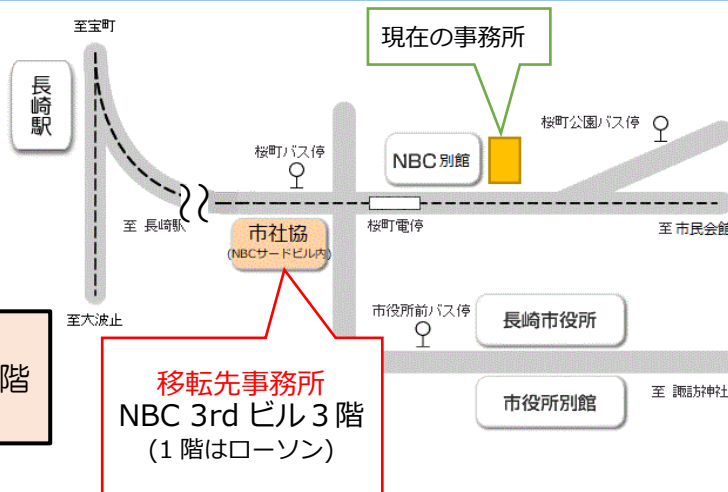 至宝町
現在の事務所
長崎駅
桜町公園バス停
桜町バス停
NBC別館
至 長崎駅
市社協
(NBCサードビル内)
桜町電停
至 市民会館
至大波止
市役所前バス停
長崎市役所
階
移転先事務所
NBC 3rd ビル3階
(1階はローソン)
市役所別館
至 諏訪神社